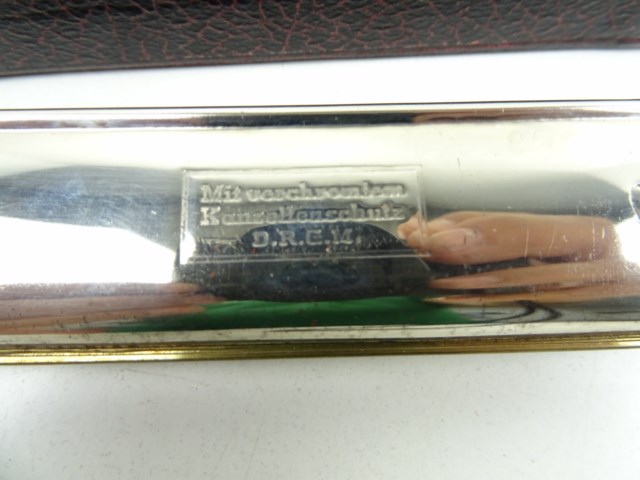 Mit verchromtem
Kanzellenschutz
D.R.G.M.